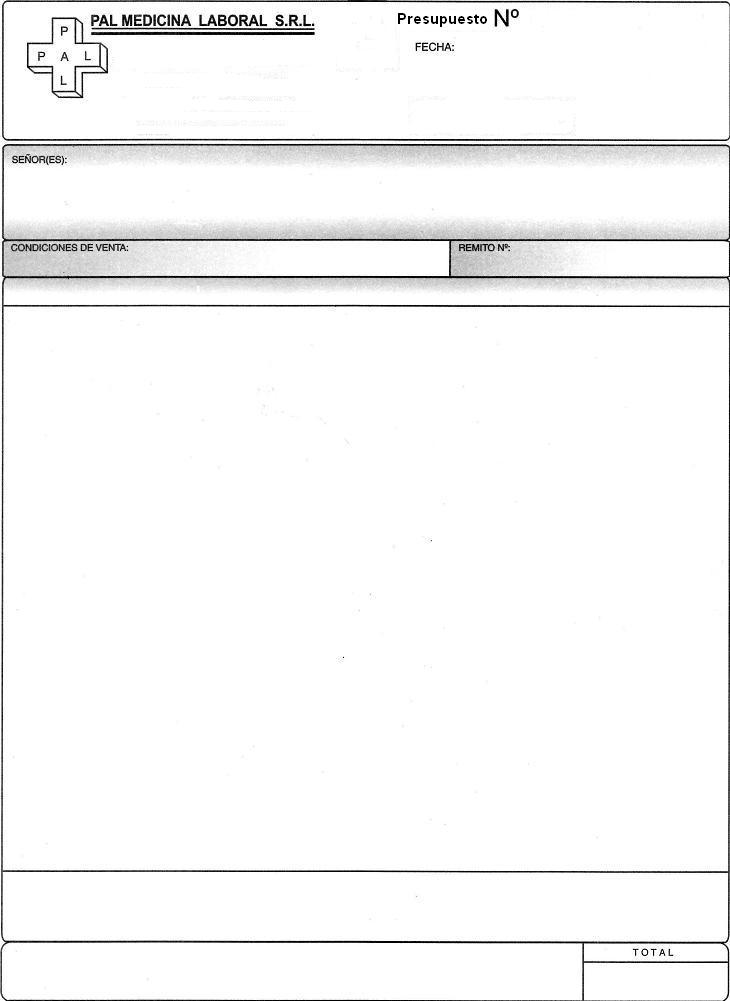 PAL MEDICINA LABORAL S.R.L.
P
P A L
L
Presupuesto Nº
FECHA:
SEÑOR(ES):
CONDICIONES DE VENTA:
REMITO Nº:
TOTAL